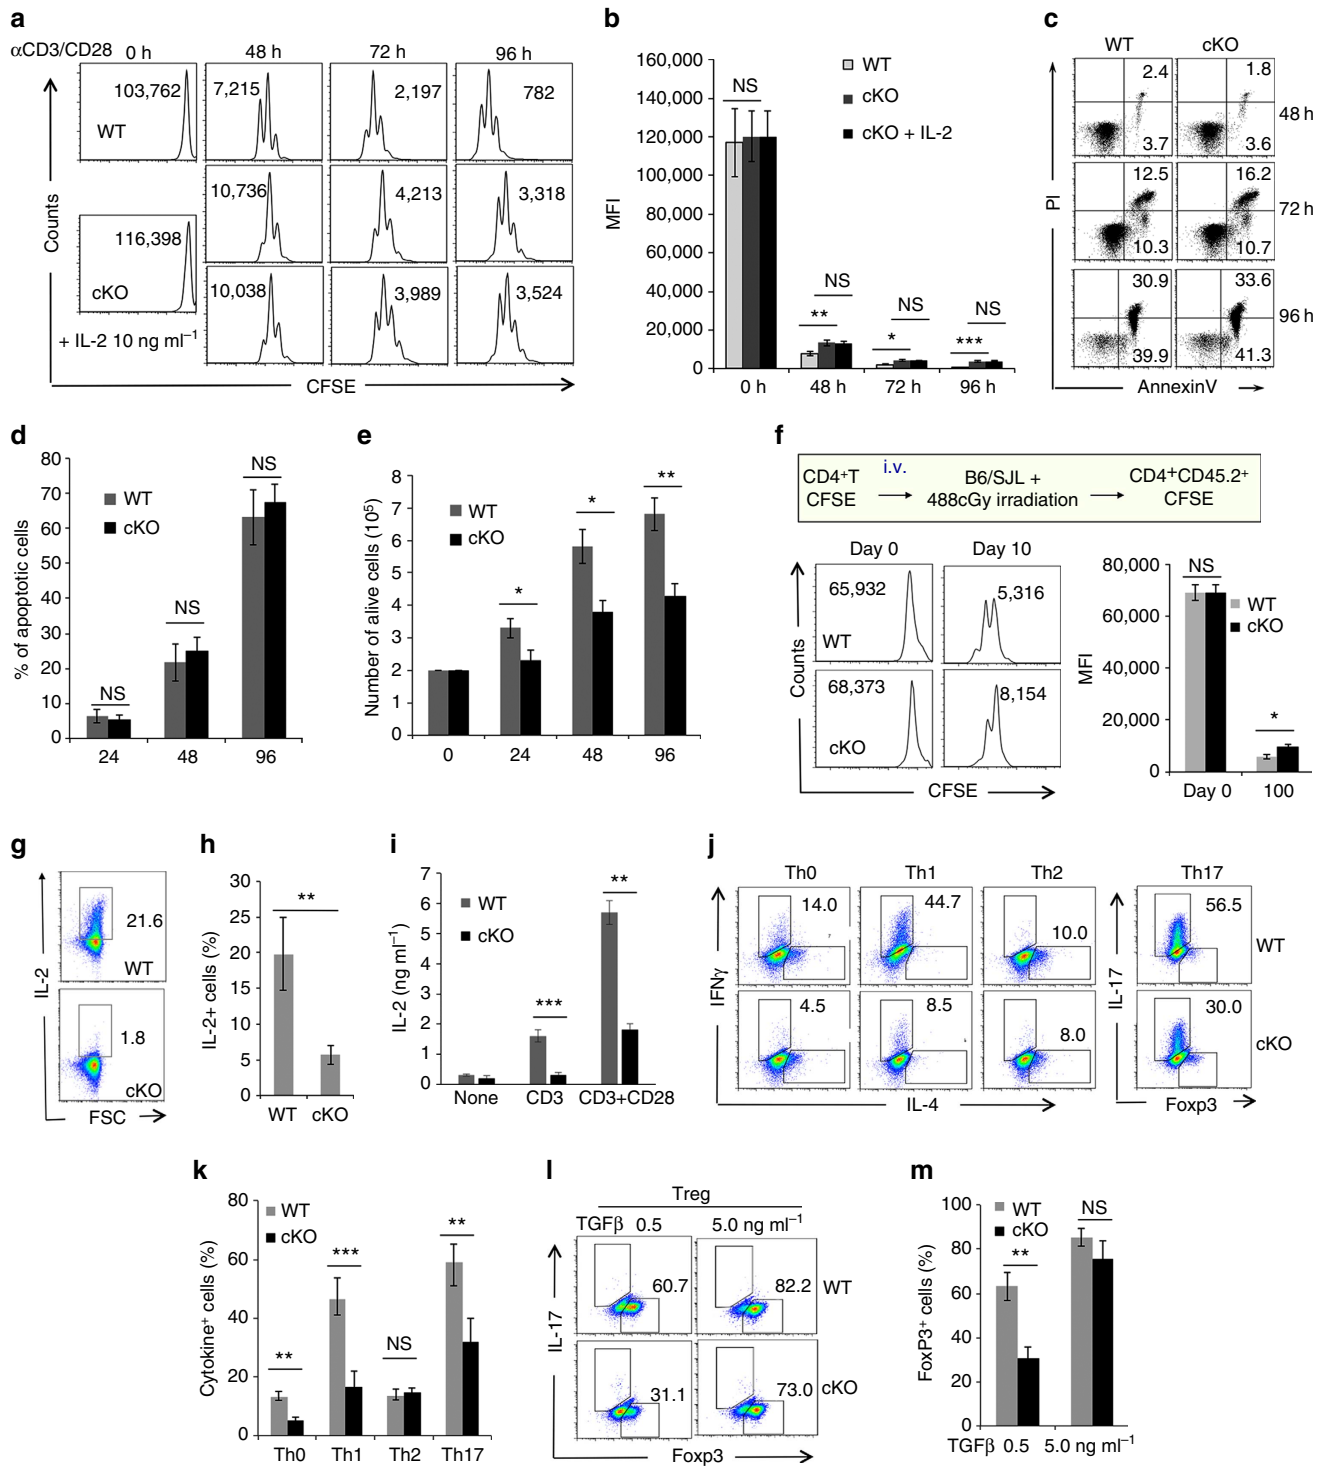 a
αCD3/CD28 0 h 48 h 72 h 96 h
103,762 7,215 2,197 782
WT
10,736 4,213 3,318
116,398
cKO
10,038 3,989 3,524
+ IL-2 10 ng ml⁻¹
Counts
CFSE
b
160,000
140,000
120,000
100,000
80,000
60,000
40,000
20,000
0
MFI
WT
cKO
cKO + IL-2
NS
NS
**
NS
*
NS
***
0 h 48 h 72 h 96 h
c
WT cKO
2.4 1.8
48 h
3.7 3.6
12.5 16.2
72 h
10.3 10.7
30.9 33.6
96 h
39.9 41.3
PI
AnnexinV
d
80
70
60
50
40
30
20
10
0
% of apoptotic cells
WT
cKO
NS
NS
NS
24 48 96
e
8
7
6
5
4
3
2
1
0
Number of alive cells (10⁵)
WT
cKO
*
*
**
0 24 48 96
f
CD4⁺T
CFSE
i.v.
B6/SJL +
488cGy irradiation
CD4⁺CD45.2⁺
CFSE
Day 0 Day 10
65,932 5,316
WT
68,373 8,154
cKO
Counts
CFSE
80,000
60,000
40,000
20,000
0
MFI
NS
WT
cKO
*
Day 0 100
g
21.6
WT
1.8
cKO
IL-2
FSC
h
30
25
20
15
10
5
0
IL-2+ cells (%)
**
WT cKO
i
7
6
5
4
3
2
1
0
IL-2 (ng ml⁻¹)
WT
cKO
***
**
None CD3 CD3+CD28
j
Th0 Th1 Th2 Th17
14.0 44.7 10.0 56.5
WT
4.5 8.5 8.0 30.0
cKO
IFNγ
IL-4
IL-17
Foxp3
k
80
60
40
20
0
Cytokine⁺ cells (%)
WT
cKO
**
***
NS
**
Th0 Th1 Th2 Th17
l
Treg
TGFβ 0.5 5.0 ng ml⁻¹
60.7 82.2 WT
31.1 73.0 cKO
IL-17
Foxp3
m
100
80
60
40
20
0
FoxP3⁺ cells (%)
WT
cKO
**
NS
TGFβ 0.5 5.0 ng ml⁻¹